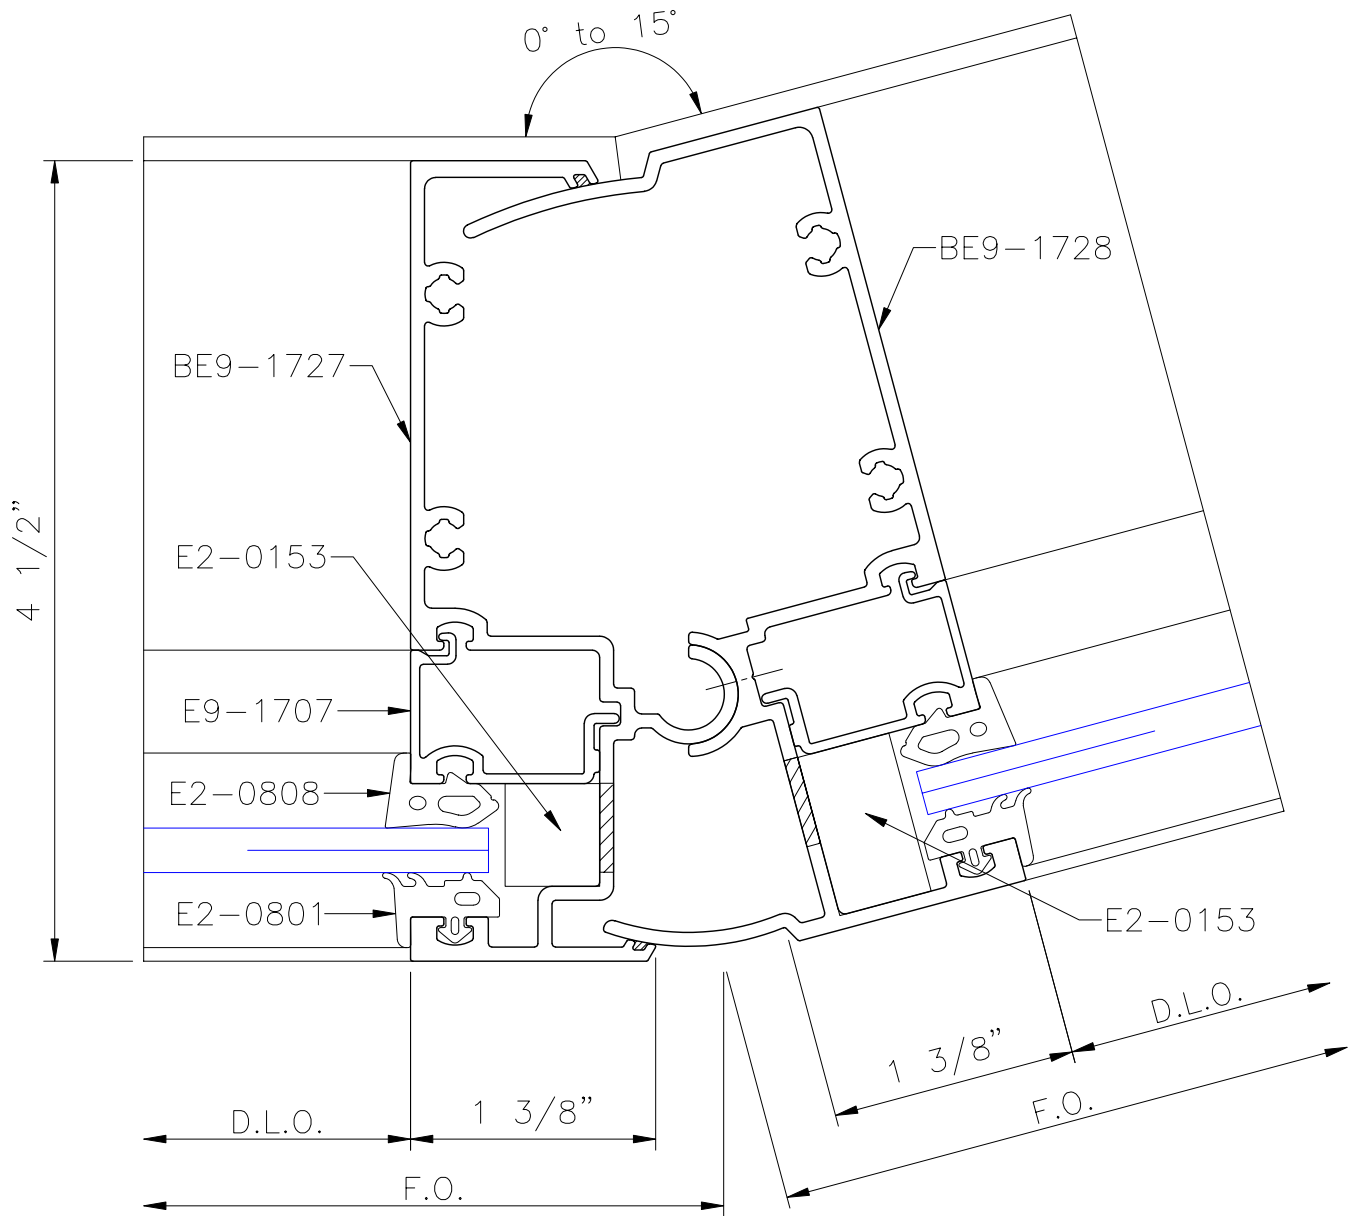 0° to 15°
BE9-1728
BE9-1727
4 1/2”
E2-0153
E9-1707
E2-0808
E2-0801
E2-0153
D.L.O.
1 3/8”
1 3/8”
D.L.O.
F.O.
F.O.